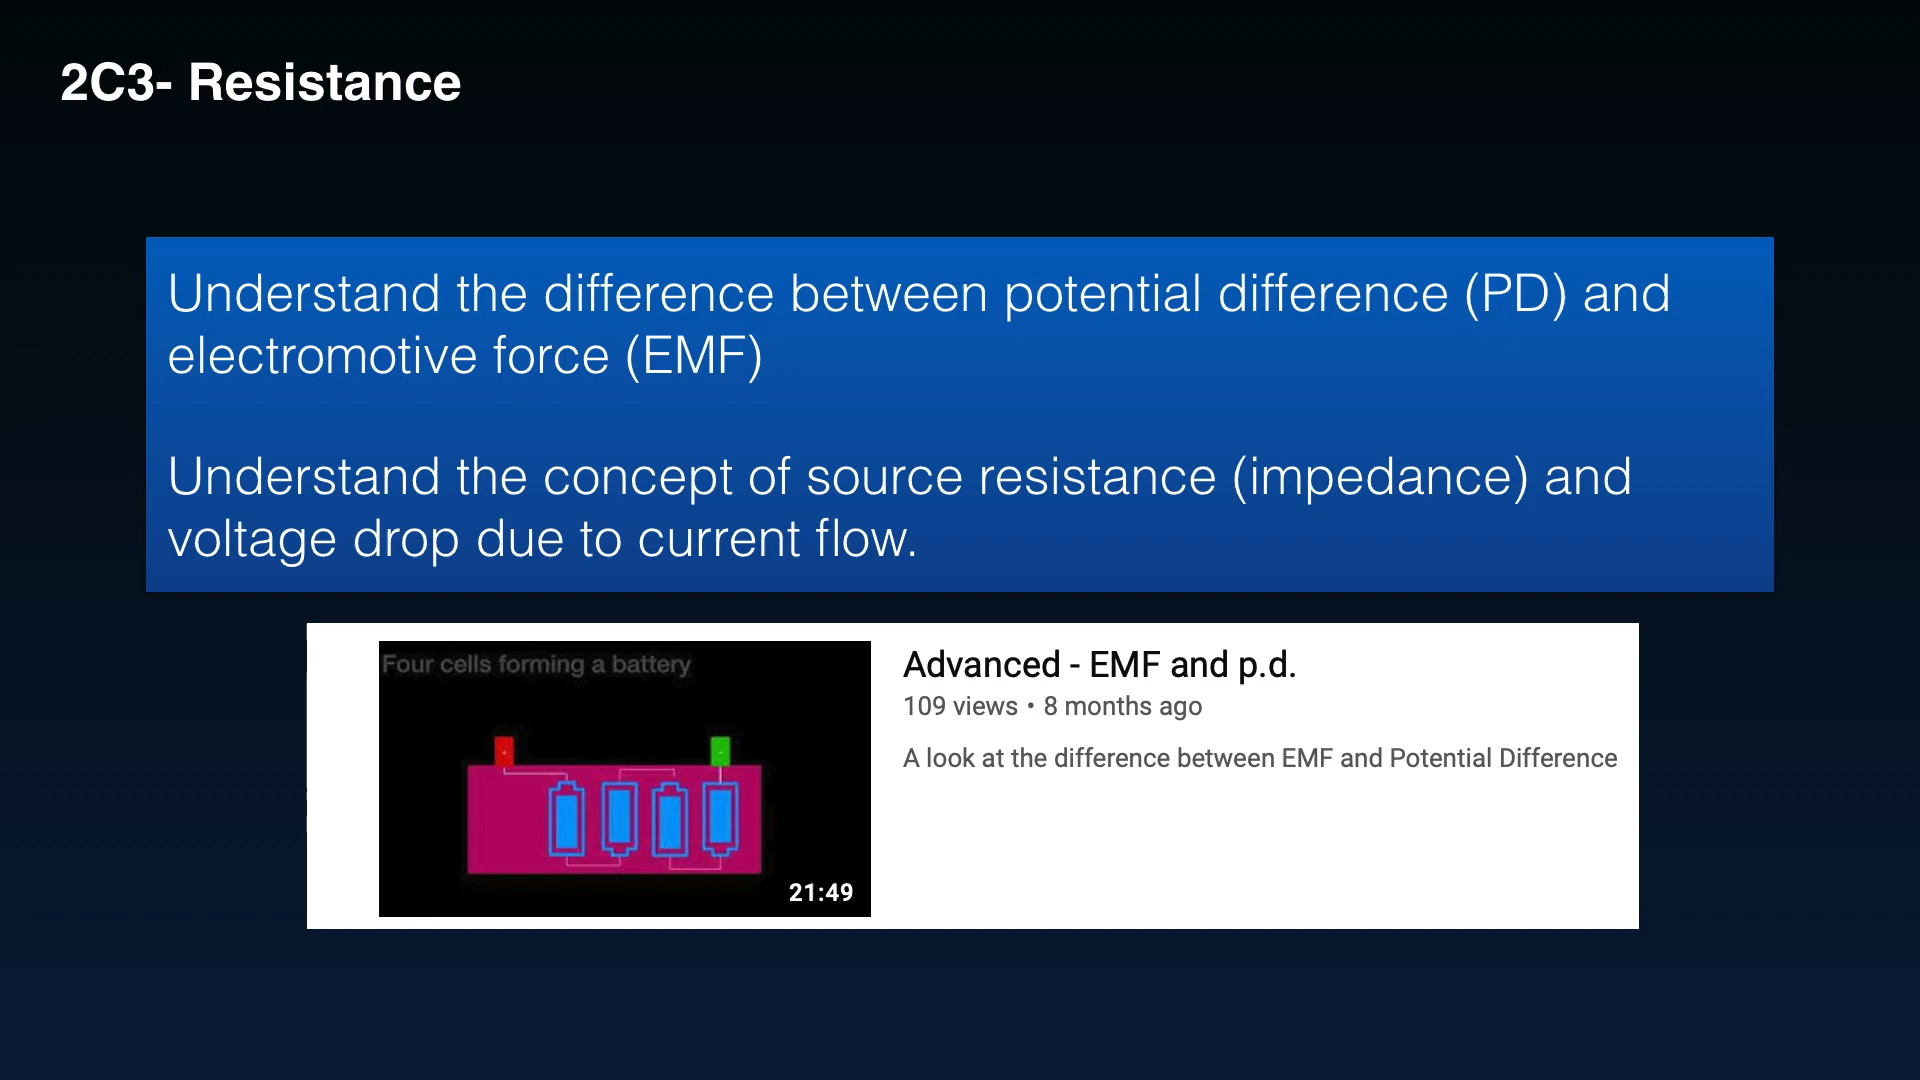 2C3- Resistance
Understand the difference between potential difference (PD) and
electromotive force (EMF)
Understand the concept of source resistance (impedance) and
voltage drop due to current flow.
Four cells forming a battery
+
-
21:49
Advanced - EMF and p.d.
109 views • 8 months ago
A look at the difference between EMF and Potential Difference